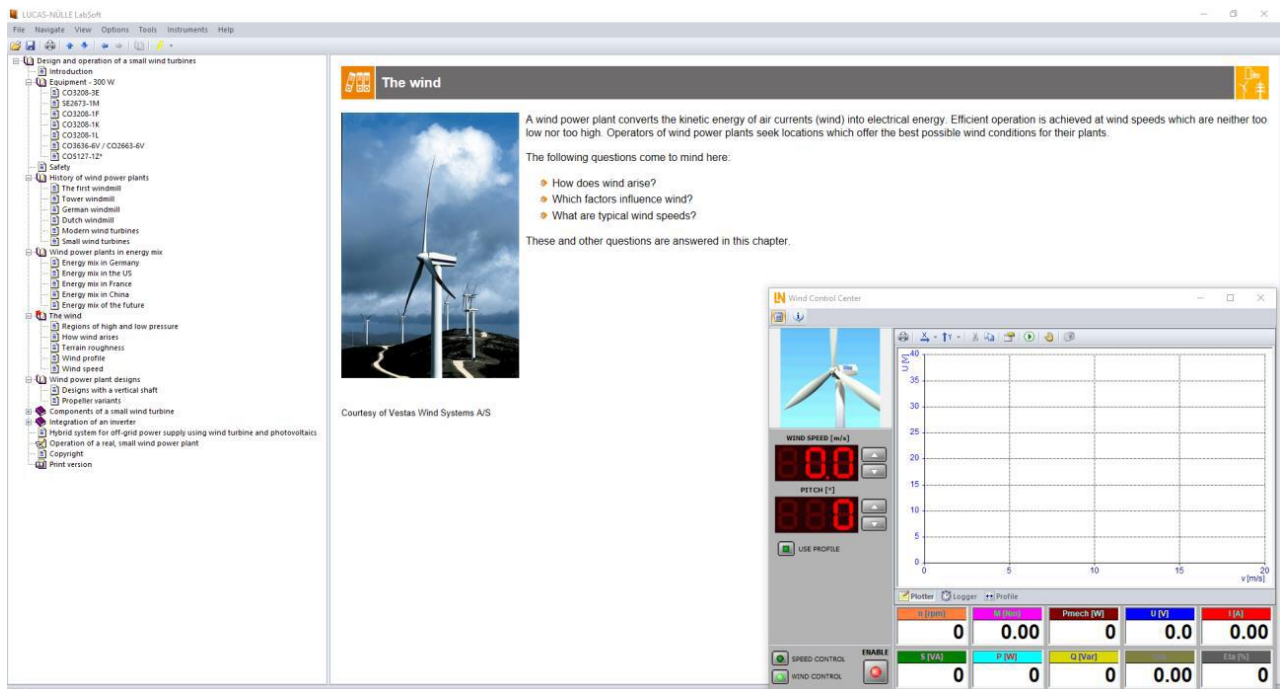 LUCAS-NÜLLE LabSoft
File Navigate View Options Tools Instruments Help
Design and operation of a small wind turbines
Introduction
Equipment - 300 W
CO3208-3E
SE2673-1M
CO3208-1F
CO3208-1K
CO3208-1L
CO3636-6V / CO2663-6V
CO5127-1Z*
Safety
History of wind power plants
The first windmill
Tower windmill
German windmill
Dutch windmill
Modern wind turbines
Small wind turbines
Wind power plants in energy mix
Energy mix in Germany
Energy mix in the US
Energy mix in France
Energy mix in China
Energy mix of the future
The wind
Regions of high and low pressure
How wind arises
Terrain roughness
Wind profile
Wind speed
Wind power plant designs
Designs with a vertical shaft
Propeller variants
Components of a small wind turbine
Integration of an inverter
Hybrid system for off-grid power supply using wind turbine and photovoltaics
Operation of a real, small wind power plant
Copyright
Print version
The wind
A wind power plant converts the kinetic energy of air currents (wind) into electrical energy. Efficient operation is achieved at wind speeds which are neither too
low nor too high. Operators of wind power plants seek locations which offer the best possible wind conditions for their plants.
The following questions come to mind here:
How does wind arise?
Which factors influence wind?
What are typical wind speeds?
These and other questions are answered in this chapter.
Courtesy of Vestas Wind Systems A/S
LN Wind Control Center
WIND SPEED [m/s]
0.0
PITCH [°]
0
USE PROFILE
SPEED CONTROL
WIND CONTROL
ENABLE
U [V]
40
35
30
25
20
15
10
5
0
0 5 10 15 20
v [m/s]
Plotter Logger Profile
n [rpm] M [Nm] Pmech [W] U [V] I [A]
0 0.00 0 0.0 0.00
S [VA] P [W] Q [Var] Eta [%]
0 0 0 0.00 0